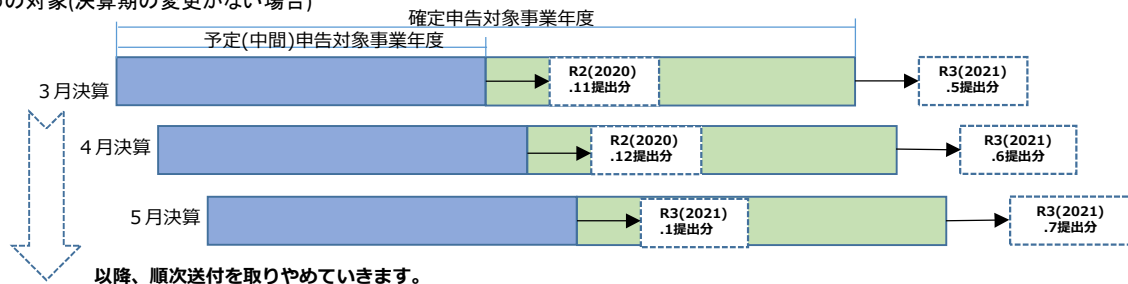 の対象(決算期の変更がない場合)
確定申告対象事業年度
予定(中間)申告対象事業年度
3月決算
R2(2020)
.11提出分
R3(2021)
.5提出分
4月決算
R2(2020)
.12提出分
R3(2021)
.6提出分
5月決算
R3(2021)
.1提出分
R3(2021)
.7提出分
以降、順次送付を取りやめていきます。